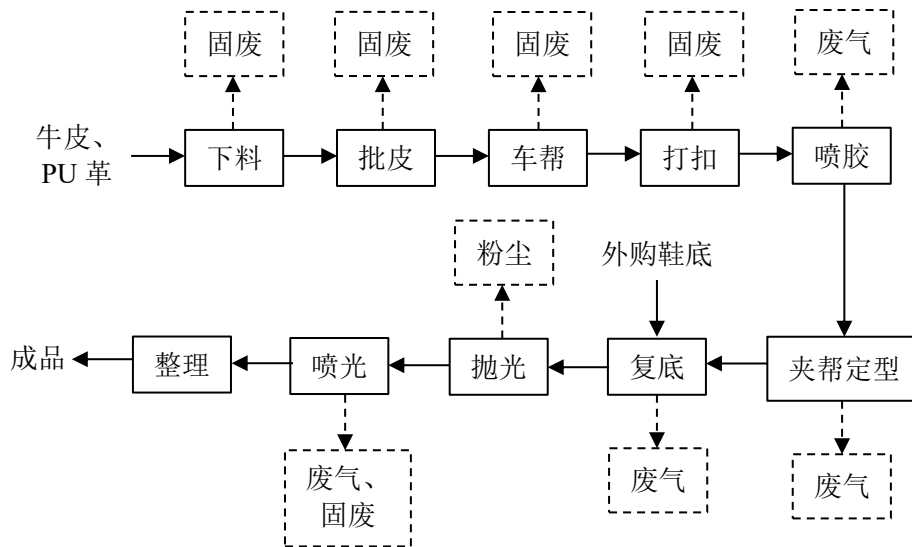 固废
固废
固废
固废
废气
牛皮、
PU 革
下料
批皮
车帮
打扣
喷胶
粉尘
外购鞋底
成品
整理
喷光
抛光
复底
夹帮定型
废气、
固废
废气
废气